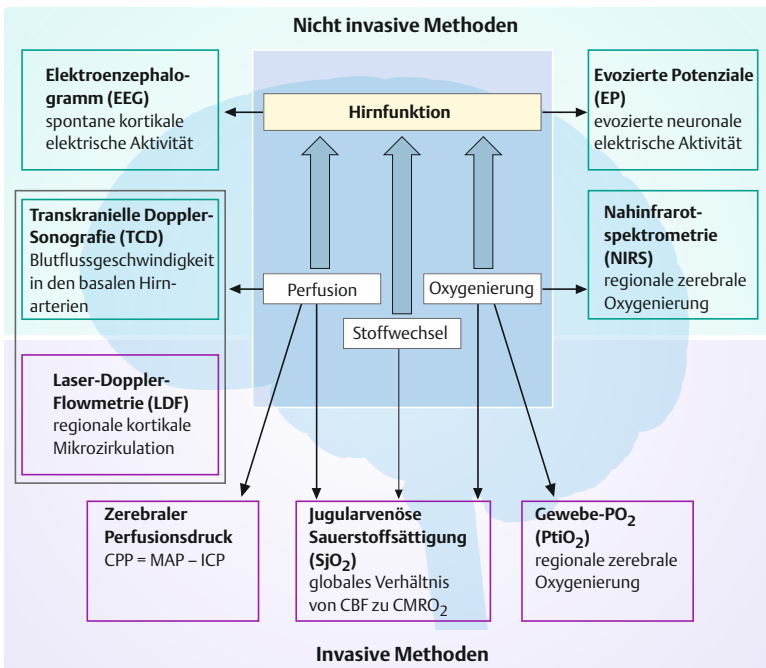 Nicht invasive Methoden
Elektroenzephalo-
gramm (EEG)
spontane kortikale
elektrische Aktivität
Hirnfunktion
Evozierte Potenziale
(EP)
evozierte neuronale
elektrische Aktivität
Transkranielle Doppler-
Sonografie (TCD)
Blutflussgeschwindigkeit
in den basalen Hirn-
arterien
Perfusion
Oxygenierung
Stoffwechsel
Nahinfrarot-
spektrometrie
(NIRS)
regionale zerebrale
Oxygenierung
Laser-Doppler-
Flowmetrie (LDF)
regionale kortikale
Mikrozirkulation
Zerebraler
Perfusionsdruck
CPP = MAP – ICP
Jugularvenöse
Sauerstoffsättigung
(SjO₂)
globales Verhältnis
von CBF zu CMRO₂
Gewebe-PO₂
(PtiO₂)
regionale zerebrale
Oxygenierung
Invasive Methoden